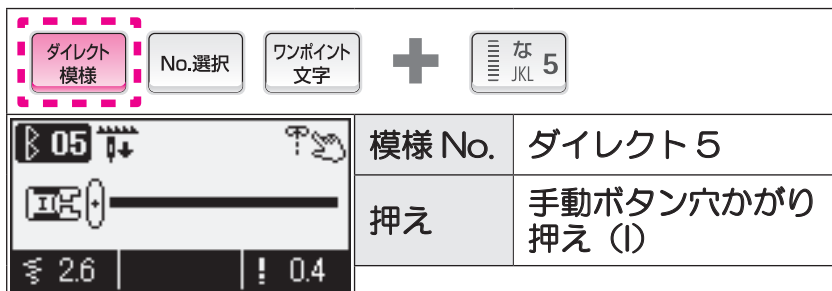 ダイレクト
模様
No.選択
ワンポイント
文字
な
JKL 5
05
模様 No.
ダイレクト5
I
押え
手動ボタン穴かがり
押え（I）
2.6
! 0.4